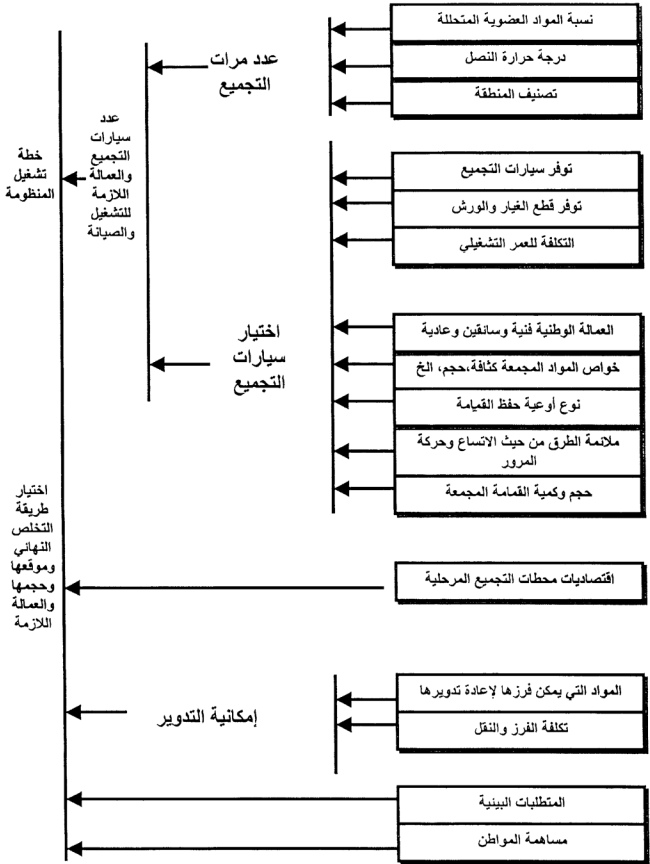 نسبة المواد العضوية المتحللة
درجة حرارة النصل
تصنيف المنطقة
عدد مرات
التجميع
توفر سيارات التجميع
توفر قطع الغيار والورش
التكلفة للعمر التشغيلي
العمالة الوطنية فنية وسائقين وعادية
خواص المواد المجمعة كثافة،حجم، الخ
نوع أوعية حفظ القمامة
ملائمة الطرق من حيث الاتساع وحركة
المرور
حجم وكمية القمامة المجمعة
اختيار
سيارات
التجميع
عدد
سيارات
التجميع
والعمالة
اللازمة
للتشغيل
والصيانة
خطة
تشغيل
المنظومة
اقتصاديات محطات التجميع المرحلية
المواد التي يمكن فرزها لإعادة تدويرها
تكلفة الفرز والنقل
إمكانية التدوير
المتطلبات البيئية
مساهمة المواطن
اختيار
طريقة
التخلص
النهائي
وموقعها
وحجمها
والعمالة
اللازمة